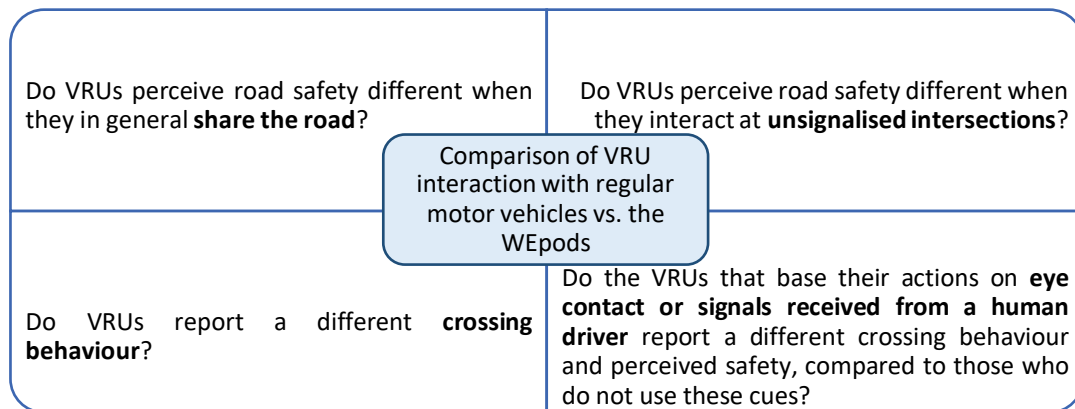 Do VRUs perceive road safety different when
they in general share the road?
Do VRUs perceive road safety different when
they interact at unsignalised intersections?
Comparison of VRU
interaction with regular
motor vehicles vs. the
WEpods
Do VRUs report a different crossing
behaviour?
Do the VRUs that base their actions on eye
contact or signals received from a human
driver report a different crossing behaviour
and perceived safety, compared to those who
do not use these cues?